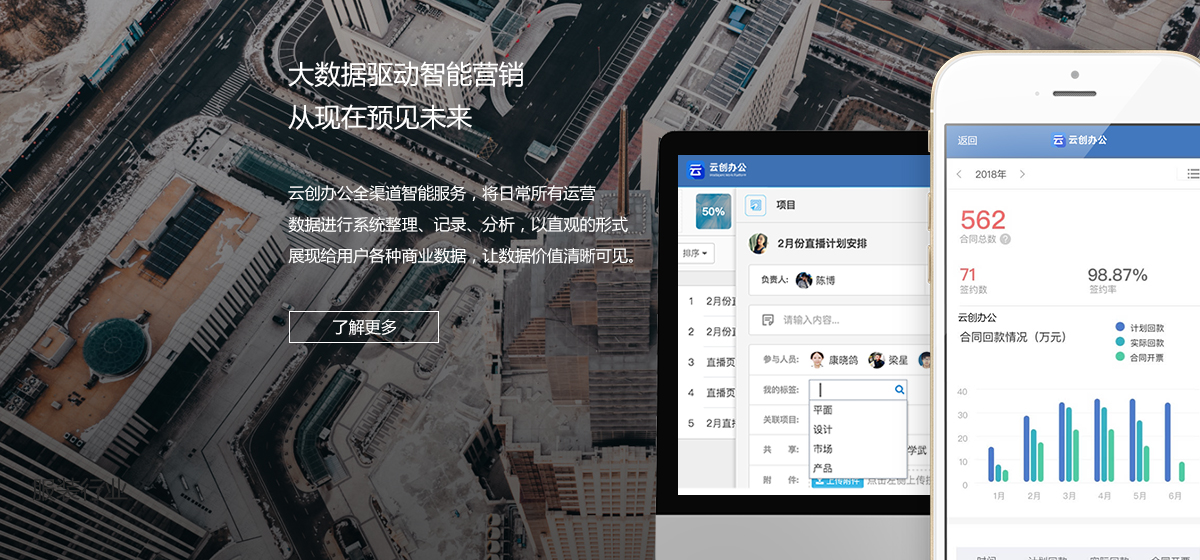 大数据驱动智能营销
从现在预见未来
云创办公全渠道智能服务，将日常所有运营
数据进行系统整理、记录、分析，以直观的形式
展现给用户各种商业数据，让数据价值清晰可见。
了解更多
服装行业
云创办公
50%
项目
2月份直播计划安排
排序
负责人:
陈博
请输入内容...
1 2月份
2 2月份
3 直播页
4 直播页
5 2月直
参与人员:
康晓鸽
梁星
我的标签:
平面
设计
市场
产品
关联项目:
共 享:
学武
附 件:
上传附件
返回
云创办公
2018年
562
合同总数 ?
71
签约数
98.87%
签约率
云创办公
合同回款情况（万元）
计划回款
实际回款
合同开票
40
30
20
10
0
1月 2月 3月 4月 5月 6月